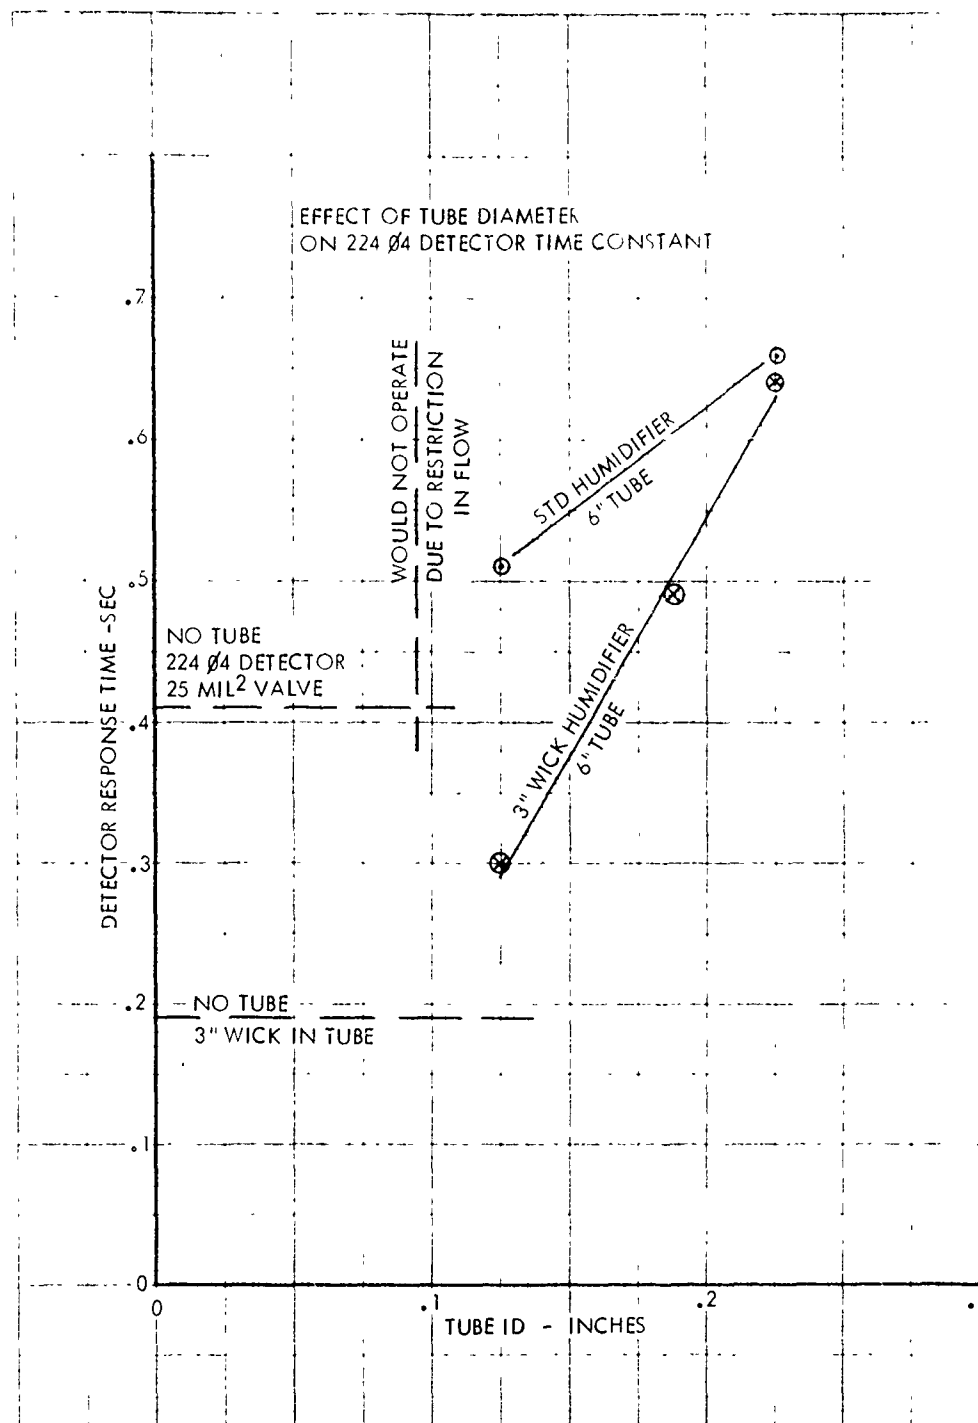 EFFECT OF TUBE DIAMETER
ON 224 Ø4 DETECTOR TIME CONSTANT
.7
.6
.5
.4
.3
.2
.1
0
DETECTOR RESPONSE TIME -SEC
WOULD NOT OPERATE
DUE TO RESTRICTION
IN FLOW
STD HUMIDIFIER
6" TUBE
3" WICK HUMIDIFIER
6" TUBE
NO TUBE
224 Ø4 DETECTOR
25 MIL² VALVE
NO TUBE
3" WICK IN TUBE
0
.1
.2
TUBE ID - INCHES